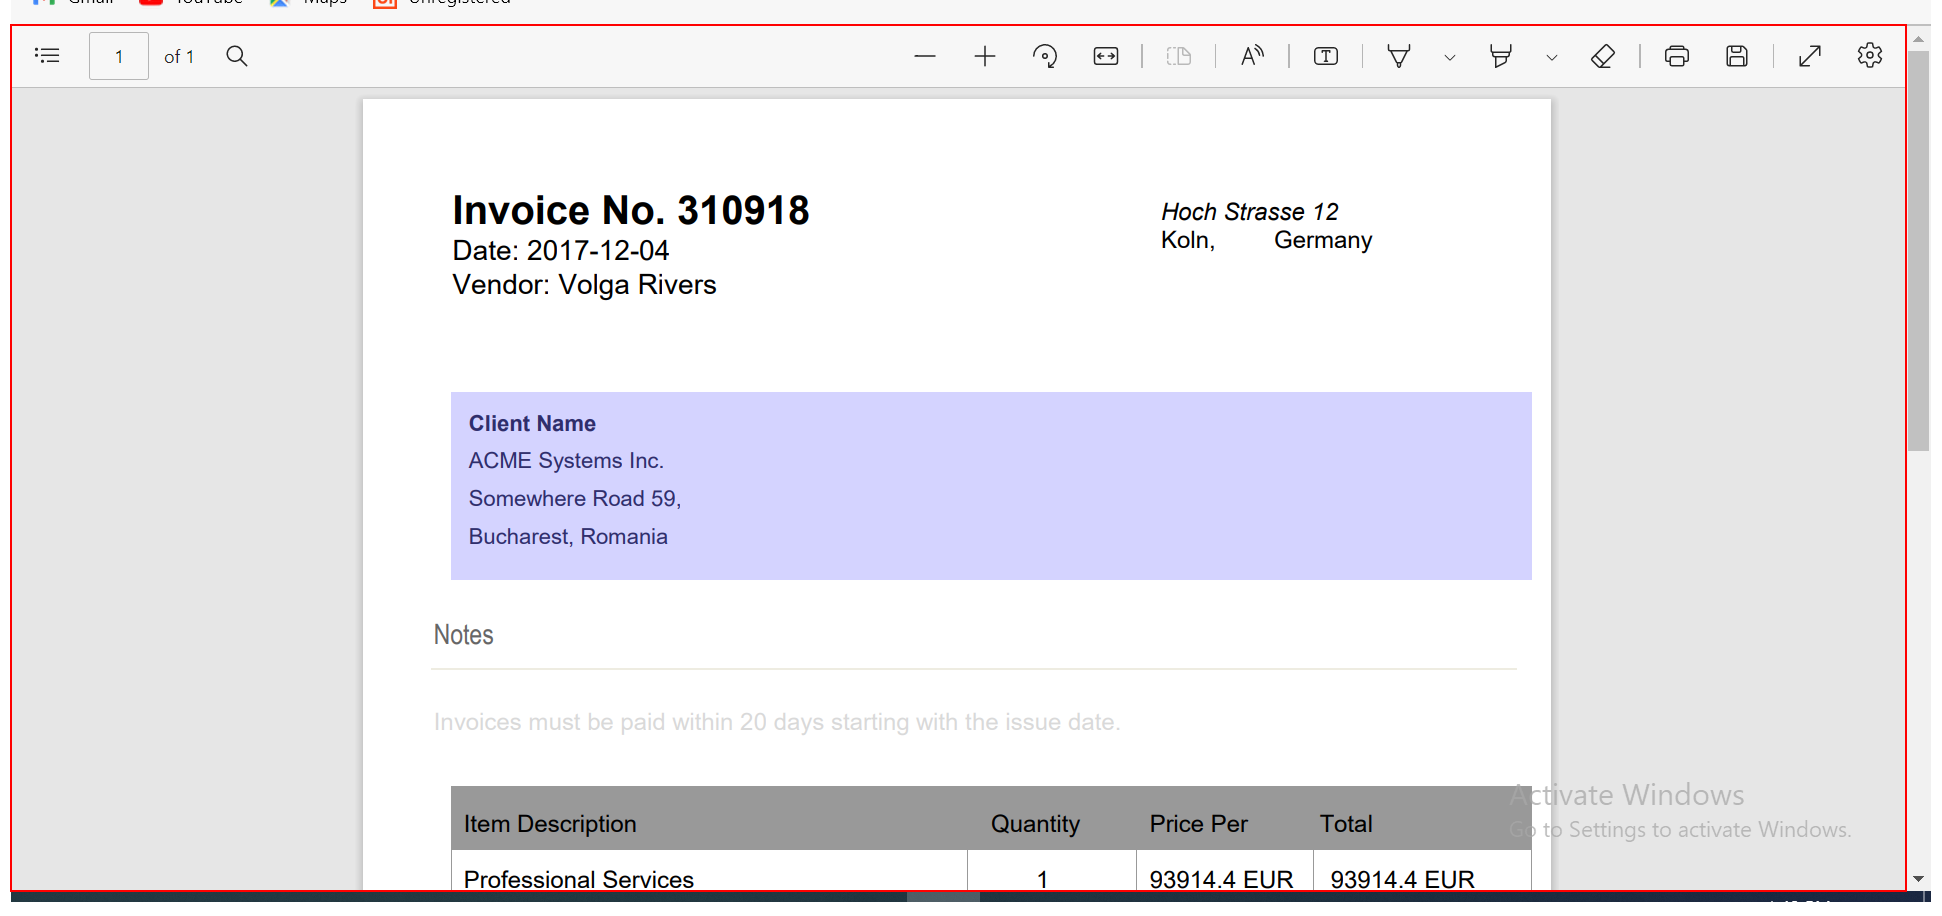 Gmail YouTube Maps Unregistered
1 of 1
Invoice No. 310918
Date: 2017-12-04
Vendor: Volga Rivers
Hoch Strasse 12
Koln, Germany
Client Name
ACME Systems Inc.
Somewhere Road 59,
Bucharest, Romania
Notes
Invoices must be paid within 20 days starting with the issue date.
Item Description Quantity Price Per Total
Professional Services 1 93914.4 EUR 93914.4 EUR
Activate Windows
Go to Settings to activate Windows.